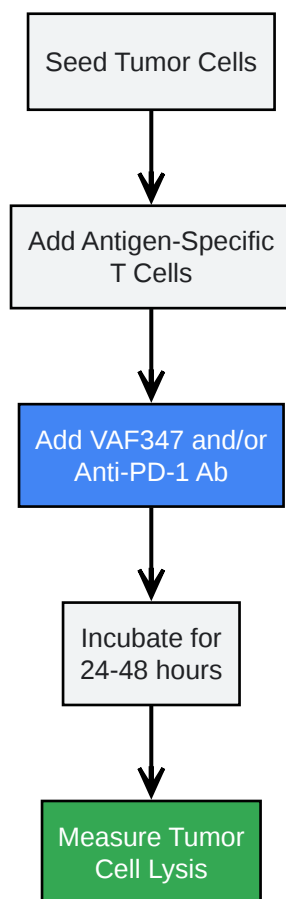 Seed Tumor Cells
Add Antigen-Specific
T Cells
Add VAF347 and/or
Anti-PD-1 Ab
Incubate for
24-48 hours
Measure Tumor
Cell Lysis